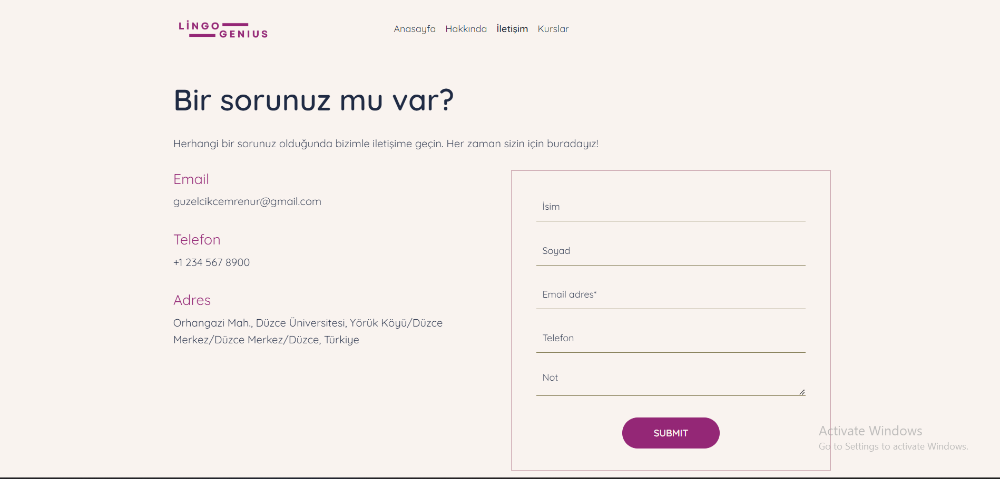 LİNGO
GENIUS
Anasayfa Hakkında İletişim Kurslar
Bir sorunuz mu var?
Herhangi bir sorunuz olduğunda bizimle iletişime geçin. Her zaman sizin için buradayız!
Email
guzelcikcemrenur@gmail.com
Telefon
+1 234 567 8900
Adres
Orhangazi Mah., Düzce Üniversitesi, Yörük Köyü/Düzce
Merkez/Düzce Merkez/Düzce, Türkiye
İsim
Soyad
Email adres*
Telefon
Not
SUBMIT
Activate Windows
Go to Settings to activate Windows.